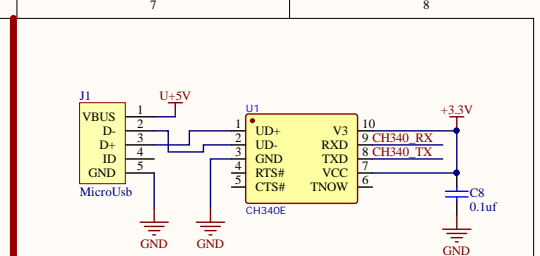 7 8
J1 U+5V U1 +3.3V
VBUS 1
D- 2
D+ 3
ID 4
GND 5
MicroUsb
1 UD+ V3 10
2 UD- RXD 9 CH340_RX
3 GND TXD 8 CH340_TX
4 RTS# VCC 7
5 CTS# TNOW 6
CH340E
C8
0.1uf
GND GND GND